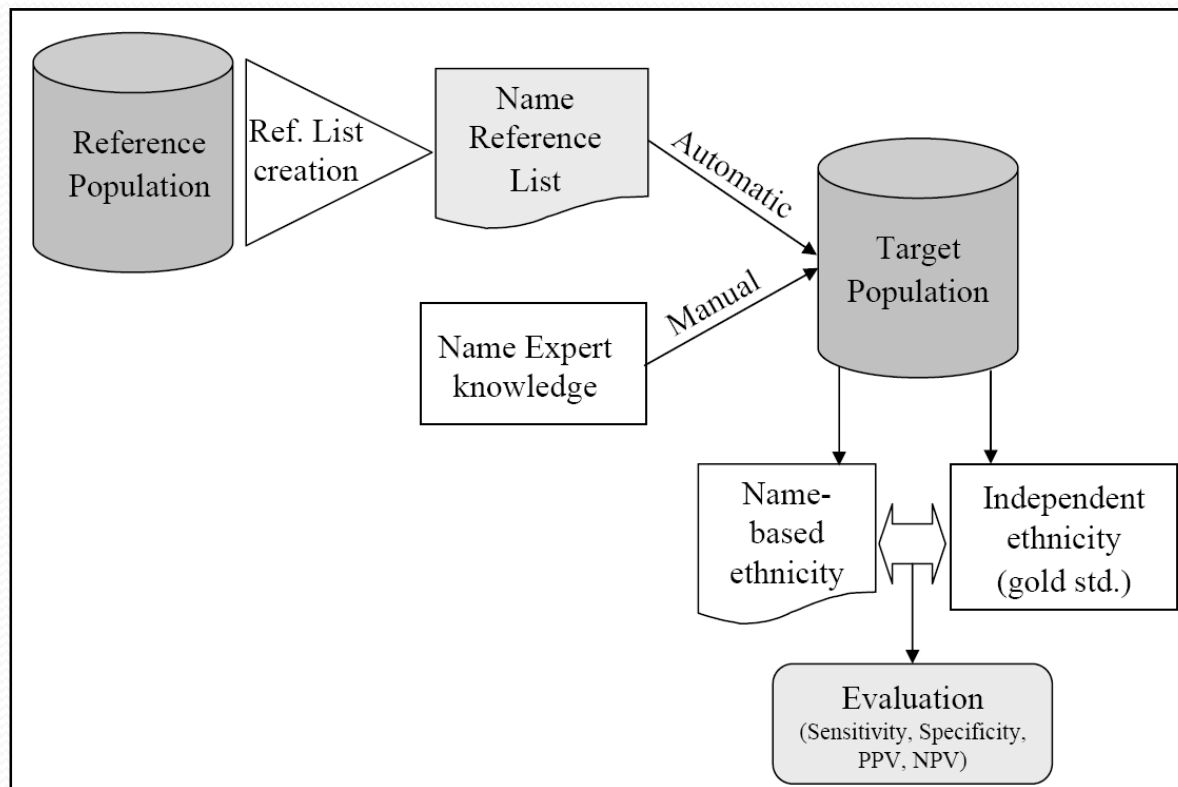 Reference
Population
Ref. List
creation
Name
Reference
List
Automatic
Name Expert
knowledge
Manual
Target
Population
Name-
based
ethnicity
Independent
ethnicity
(gold std.)
Evaluation
(Sensitivity, Specificity,
PPV, NPV)